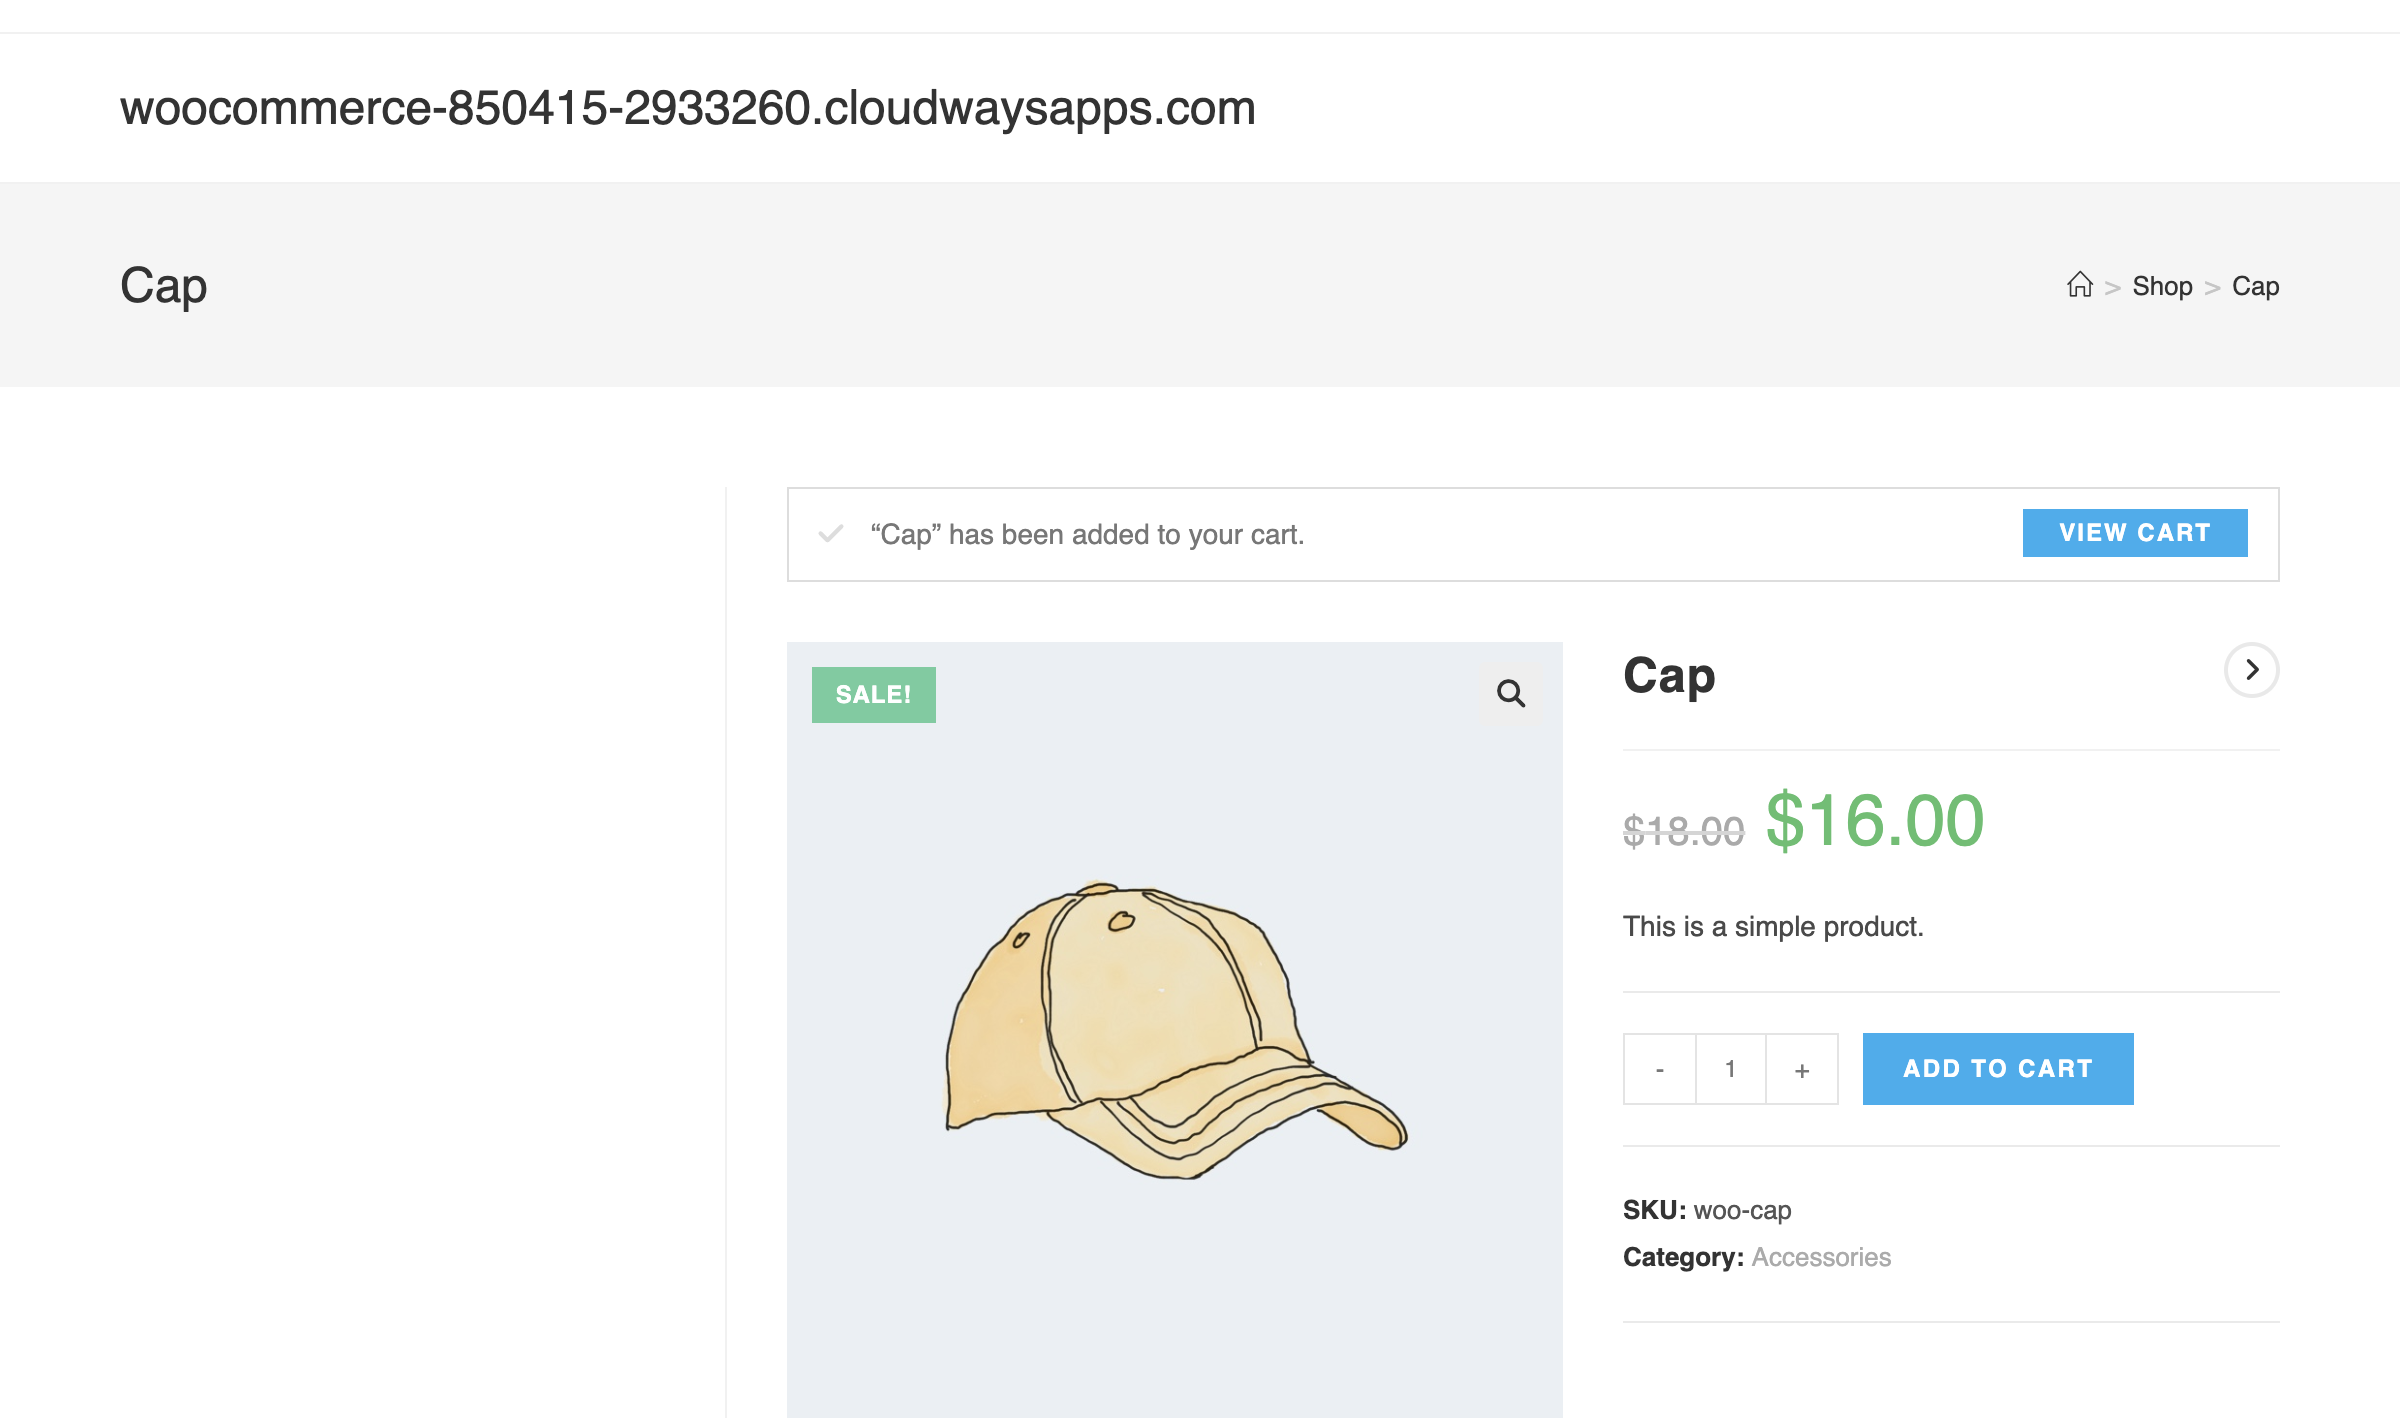 woocommerce-850415-2933260.cloudwaysapps.com
Cap
> Shop > Cap
“Cap” has been added to your cart.
VIEW CART
SALE!
Cap
$18.00 $16.00
This is a simple product.
- 1 +
ADD TO CART
SKU: woo-cap
Category: Accessories